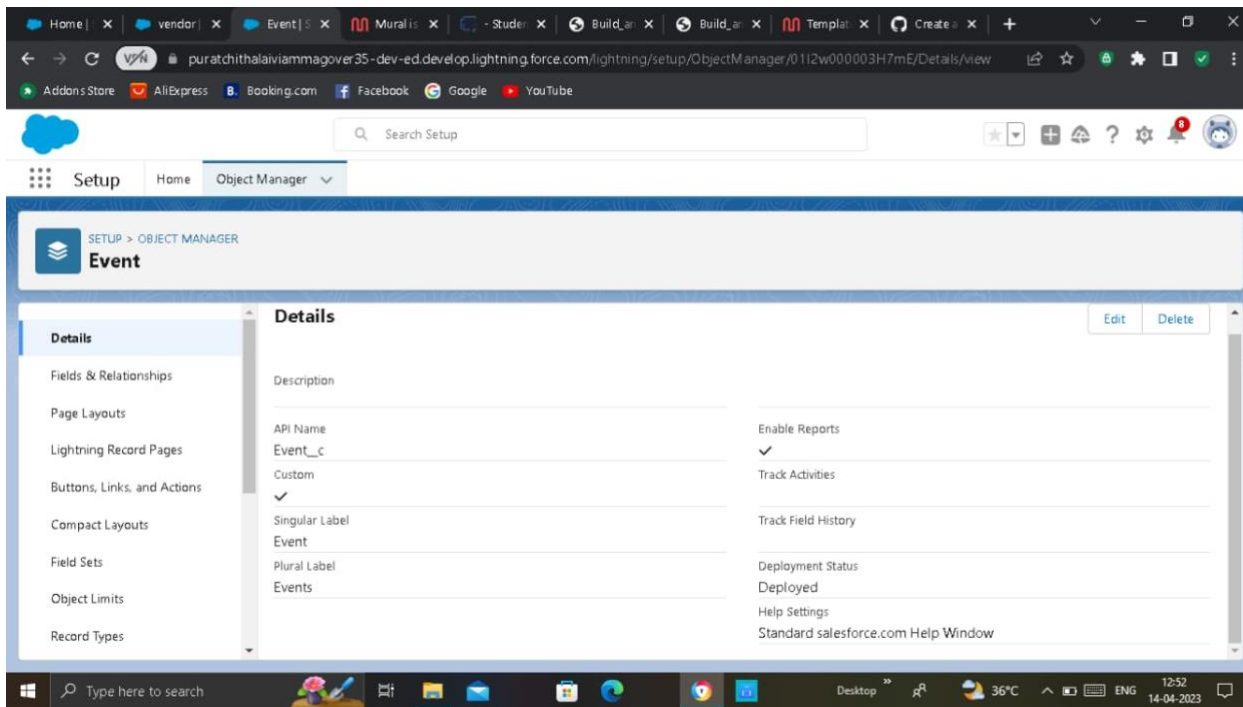 Home |
vendor |
Event | S
Mural is
- Studer
Build_ar
Build_ar
Templat
Create a
VPN
puratchithalaiviammagover35-dev-ed.develop.lightning.force.com/lightning/setup/ObjectManager/01I2w000003H7mE/Details/view
Addons Store
AliExpress
B. Booking.com
Facebook
Google
YouTube
Search Setup
8
Setup
Home
Object Manager
SETUP > OBJECT MANAGER
Event
Details
Fields & Relationships
Page Layouts
Lightning Record Pages
Buttons, Links, and Actions
Compact Layouts
Field Sets
Object Limits
Record Types
Details
Edit
Delete
Description
API Name
Event__c
Custom
Singular Label
Event
Plural Label
Events
Enable Reports
Track Activities
Track Field History
Deployment Status
Deployed
Help Settings
Standard salesforce.com Help Window
Type here to search
Desktop
36°C
ENG
12:52
14-04-2023